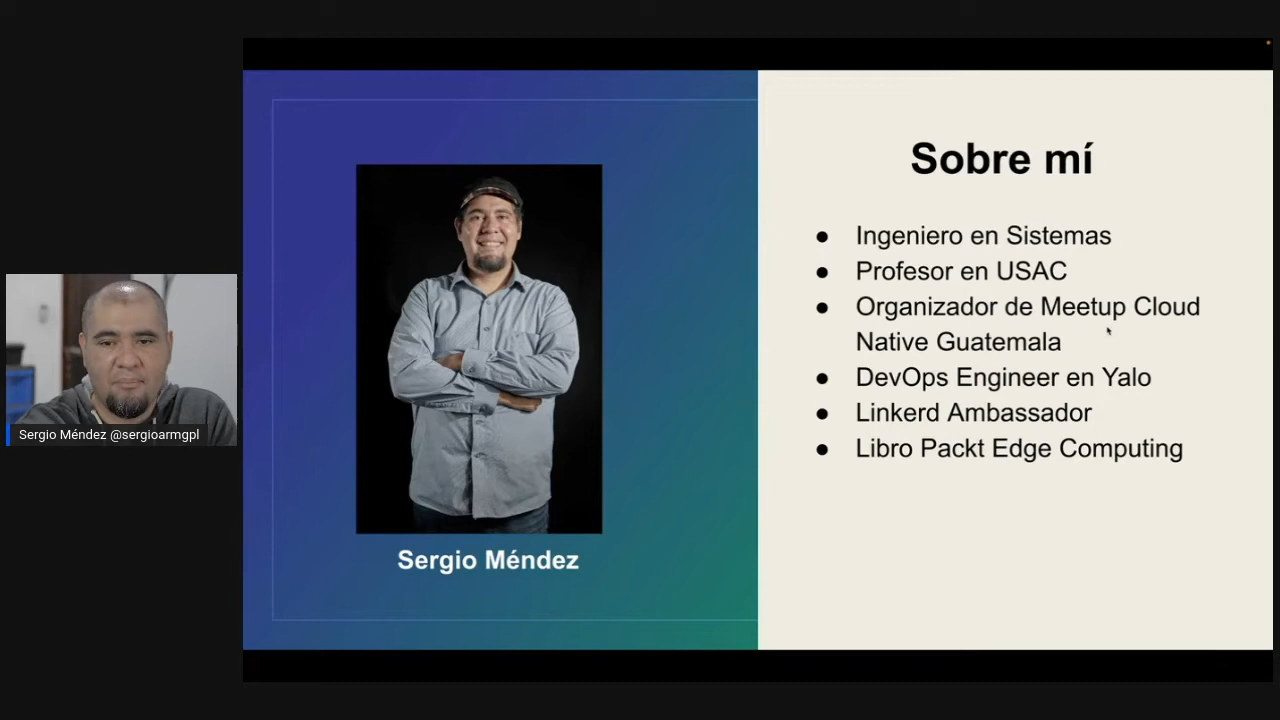 Sobre mí
● Ingeniero en Sistemas
● Profesor en USAC
● Organizador de Meetup Cloud
Native Guatemala
● DevOps Engineer en Yalo
● Linkerd Ambassador
● Libro Packt Edge Computing
Sergio Méndez
Sergio Méndez @sergioarmgpl